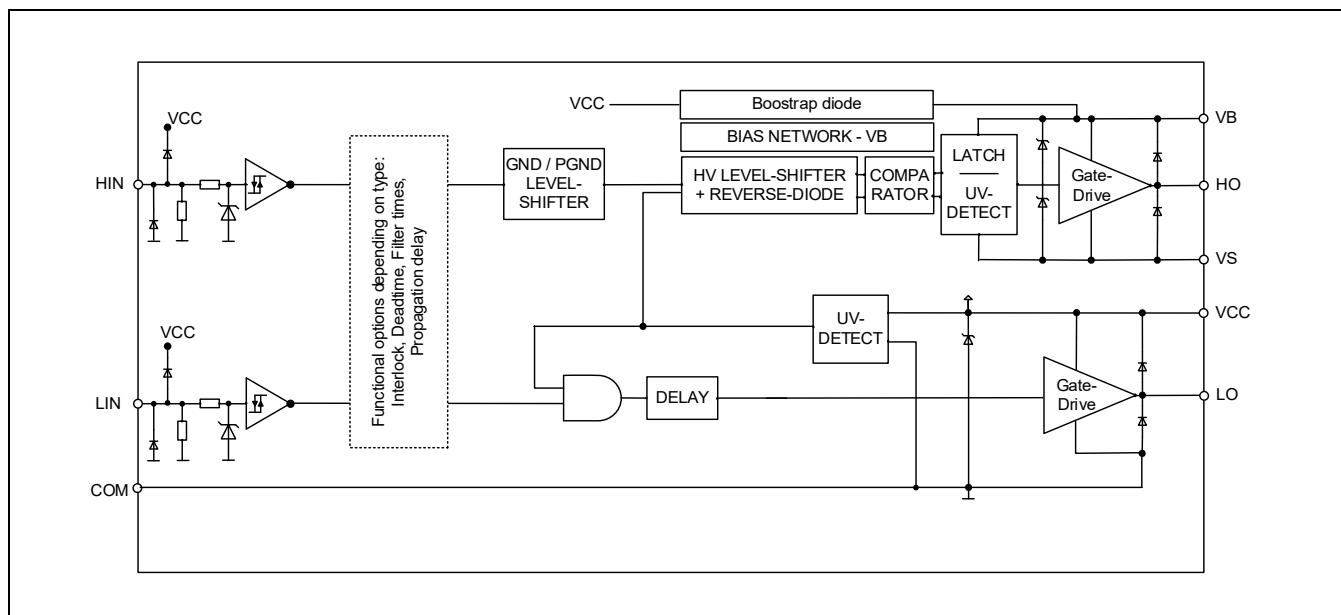 VCC
Boostrap diode
VB
BIAS NETWORK - VB
VCC
HIN
Functional options depending on type:
Interlock, Deadtime, Filter times,
Propagation delay
GND / PGND
LEVEL-
SHIFTER
HV LEVEL-SHIFTER
+ REVERSE-DIODE
COMPA
RATOR
LATCH
UV-
DETECT
Gate-
Drive
HO
VS
VCC
UV-
DETECT
VCC
LIN
DELAY
Gate-
Drive
LO
COM